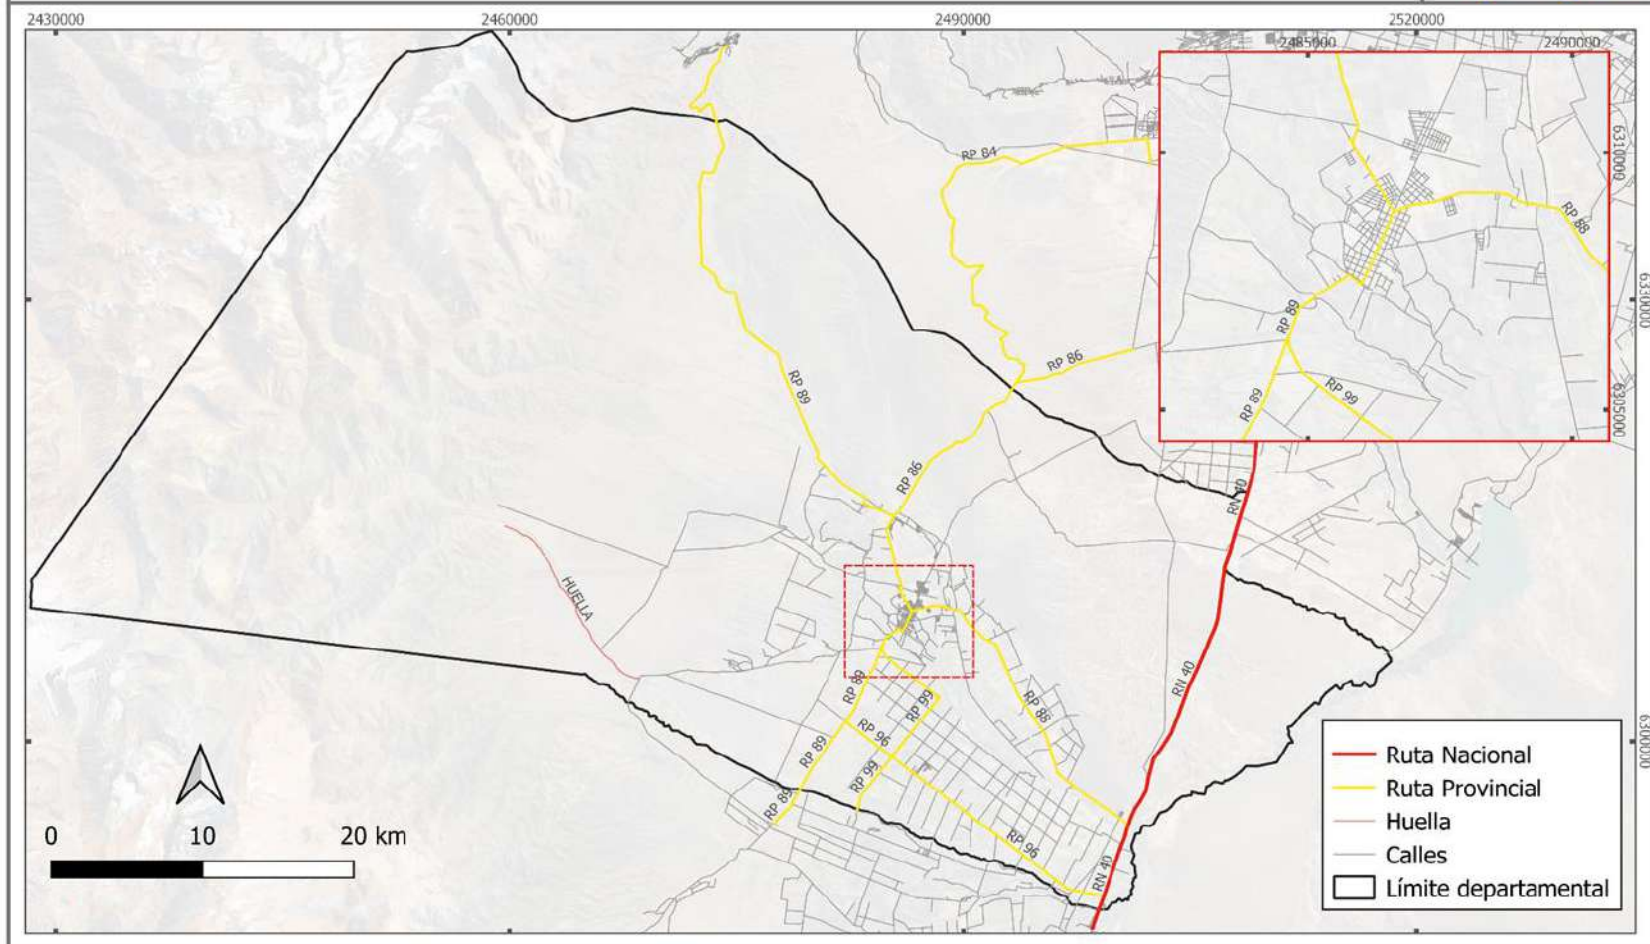 2430000
2460000
2490000
2520000
2485000
2490000
6310000
6305000
6330000
6300000
RP 84
RP 88
RP 89
RP 89
RP 99
RP 86
RP 89
RP 86
RN 40
HUELLA
RN 40
RP 89
RP 99
RP 88
RP 96
RP 89
RP 99
RP 89
RP 96
RN 40
0 10 20 km
Ruta Nacional
Ruta Provincial
Huella
Calles
Límite departamental